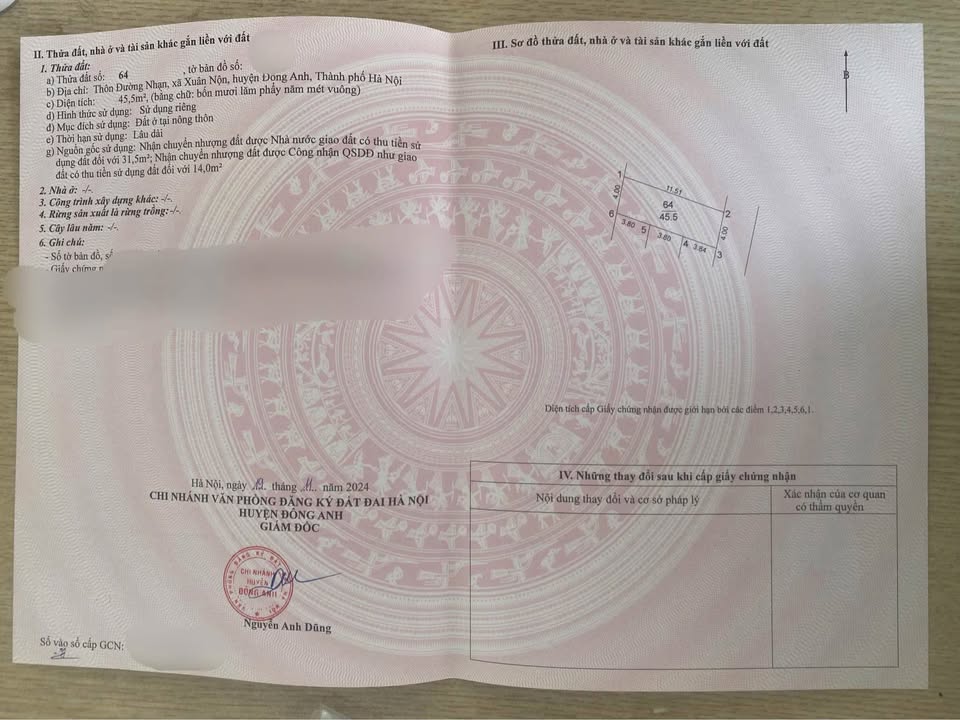 II. Thửa đất, nhà ở và tài sản khác gắn liền với đất
1. Thửa đất:
a) Thửa đất số: 64 , tờ bản đồ số:
b) Địa chỉ: Thôn Đường Nhạn, xã Xuân Nộn, huyện Đông Anh, Thành phố Hà Nội
c) Diện tích: 45,5m², (bằng chữ: bốn mươi lăm phẩy năm mét vuông)
d) Hình thức sử dụng: Sử dụng riêng
đ) Mục đích sử dụng: Đất ở tại nông thôn
e) Thời hạn sử dụng: Lâu dài
g) Nguồn gốc sử dụng: Nhận chuyển nhượng đất được Nhà nước giao đất có thu tiền sử
dụng đất đối với 31,5m²; Nhận chuyển nhượng đất được Công nhận QSDĐ như giao
đất có thu tiền sử dụng đất đối với 14,0m²
2. Nhà ở: -/-.
3. Công trình xây dựng khác: -/-.
4. Rừng sản xuất là rừng trồng: -/-.
5. Cây lâu năm: -/-.
6. Ghi chú:
- Số tờ bản đồ,
- Giấy chứng
Hà Nội, ngày tháng 11 năm 2024
CHI NHÁNH VĂN PHÒNG ĐĂNG KÝ ĐẤT ĐAI HÀ NỘI
HUYỆN ĐÔNG ANH
GIÁM ĐỐC
CHI NHÁNH
HUYỆN
ĐÔNG ANH
Nguyễn Anh Dũng
Số vào sổ cấp GCN:
III. Sơ đồ thửa đất, nhà ở và tài sản khác gắn liền với đất
B
1
11.51
4.00
64
45.5
2
6
3.80
5
3.80
4
3.84
3
4.00
Diện tích cấp Giấy chứng nhận được giới hạn bởi các điểm 1,2,3,4,5,6,1.
IV. Những thay đổi sau khi cấp giấy chứng nhận
Nội dung thay đổi và cơ sở pháp lý
Xác nhận của cơ quan
có thẩm quyền